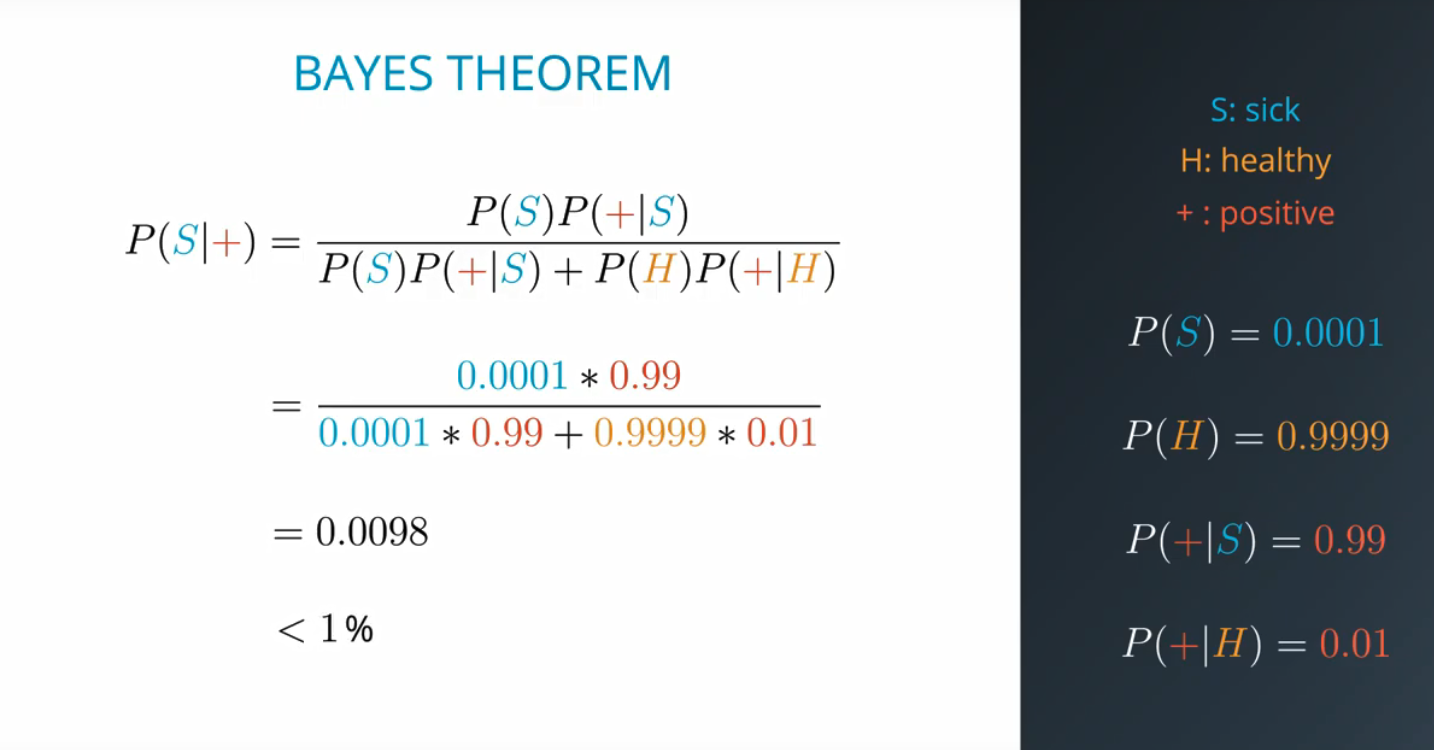 BAYES THEOREM
P(S|+) = P(S)P(+|S) / P(S)P(+|S) + P(H)P(+|H)
= 0.0001 * 0.99 / 0.0001 * 0.99 + 0.9999 * 0.01
= 0.0098
< 1%
S: sick
H: healthy
+ : positive
P(S) = 0.0001
P(H) = 0.9999
P(+|S) = 0.99
P(+|H) = 0.01